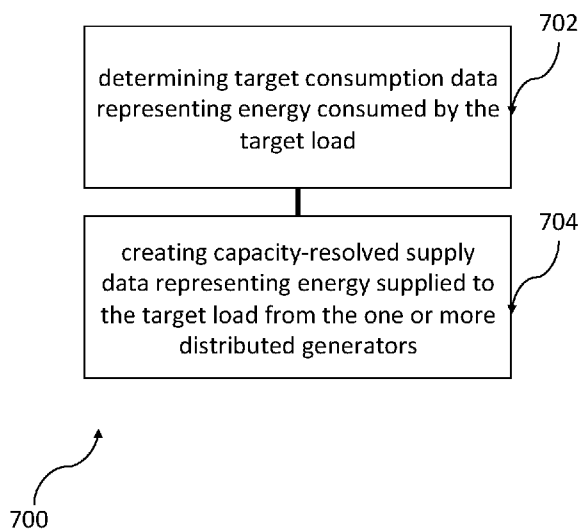 702
determining target consumption data
representing energy consumed by the
target load
704
creating capacity-resolved supply
data representing energy supplied to
the target load from the one or more
distributed generators
700